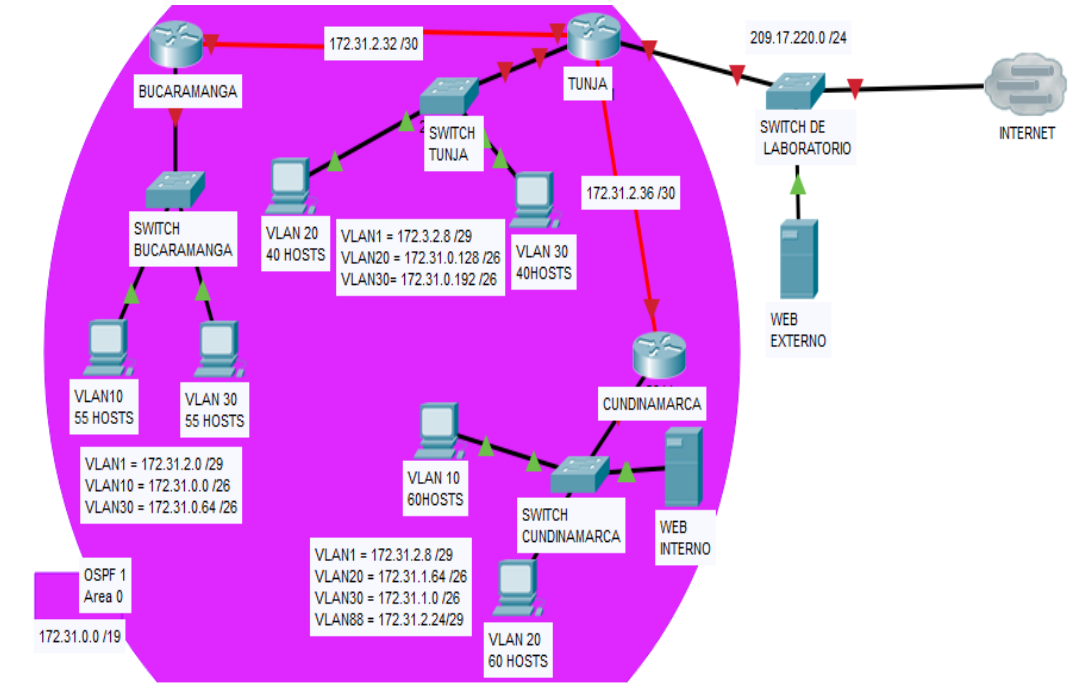 172.31.2.32 /30
209.17.220.0 /24
BUCARAMANGA
TUNJA
SWITCH
TUNJA
SWITCH DE
LABORATORIO
INTERNET
172.31.2.36 /30
SWITCH
BUCARAMANGA
VLAN 20
40 HOSTS
VLAN1 = 172.3.2.8 /29
VLAN20 = 172.31.0.128 /26
VLAN30= 172.31.0.192 /26
VLAN 30
40HOSTS
WEB
EXTERNO
VLAN10
55 HOSTS
VLAN 30
55 HOSTS
CUNDINAMARCA
VLAN1 = 172.31.2.0 /29
VLAN10 = 172.31.0.0 /26
VLAN30 = 172.31.0.64 /26
VLAN 10
60HOSTS
SWITCH
CUNDINAMARCA
WEB
INTERNO
VLAN1 = 172.31.2.8 /29
VLAN20 = 172.31.1.64 /26
VLAN30 = 172.31.1.0 /26
VLAN88 = 172.31.2.24/29
OSPF 1
Area 0
172.31.0.0 /19
VLAN 20
60 HOSTS